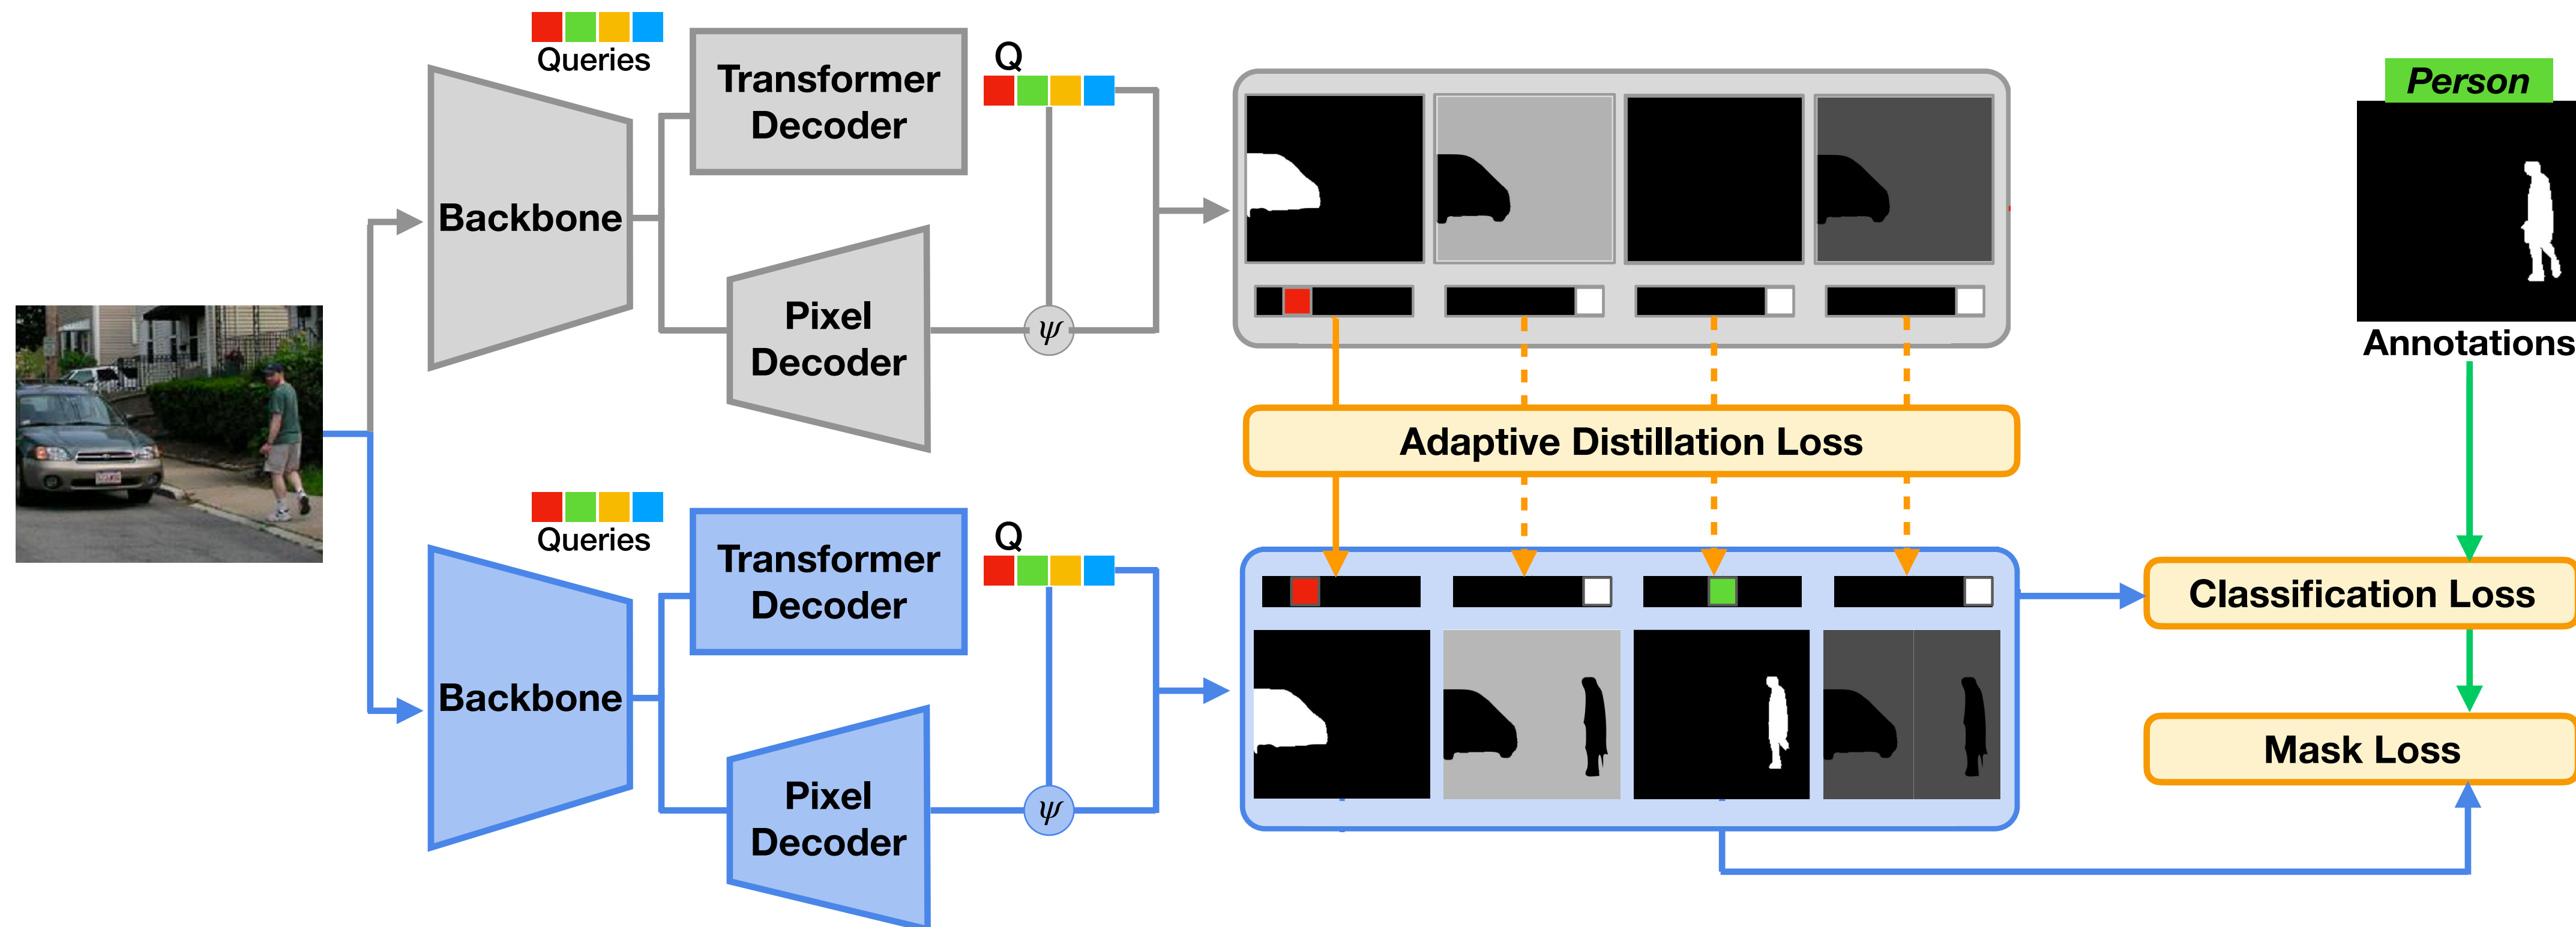 Queries
Transformer
Decoder
Q
Backbone
Pixel
Decoder
ψ
Person
Annotations
Adaptive Distillation Loss
Queries
Transformer
Decoder
Q
Backbone
Pixel
Decoder
ψ
Classification Loss
Mask Loss